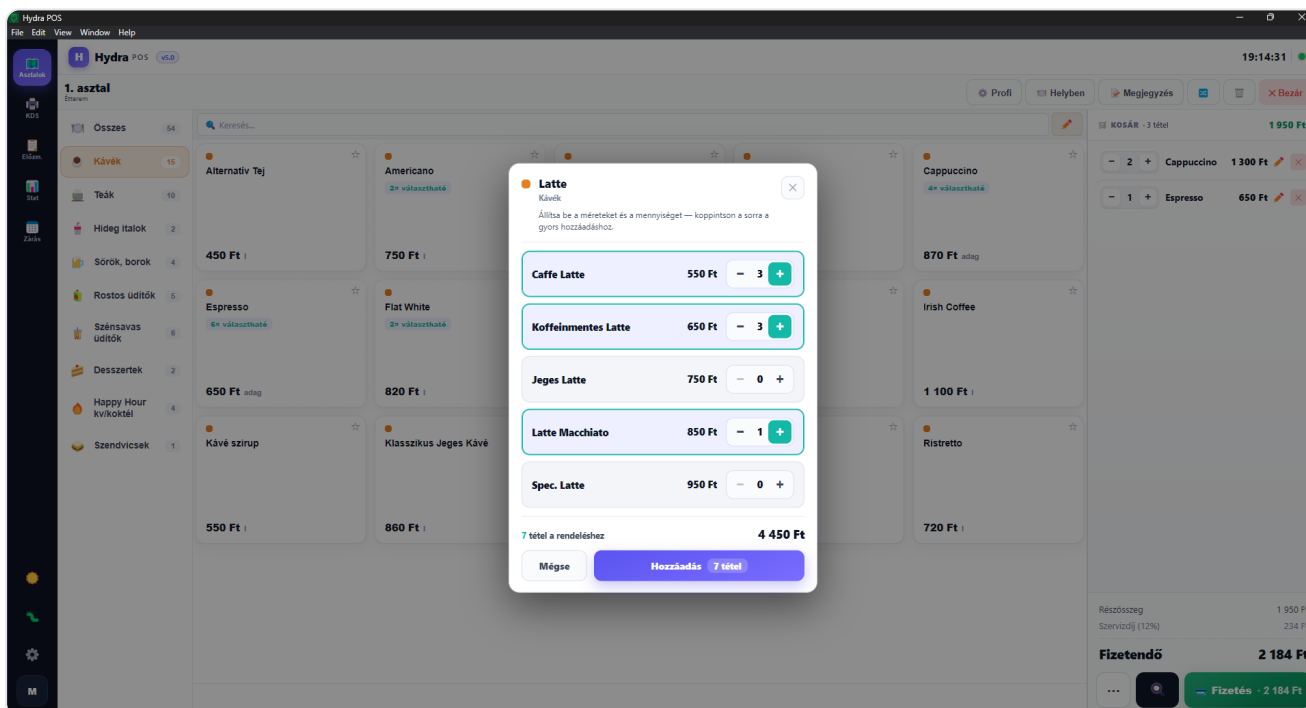 Hydra POS
File Edit View Window Help
Asztalok
KDS
Előzm.
Stat
Zárás
M
H Hydra POS v5.0
19:14:31
1. asztal
Étterem
Profi
Helyben
Megjegyzés
Bezár
Összes 54
Kávék 15
Teák 10
Hideg italok 2
Sörök, borok 4
Rostos üdítők 5
Szénsavas üdítők 6
Desszertek 2
Happy Hour kv/koktél 4
Szendvicsek 1
Keresés...
Alternatív Tej
450 Ft
Americano
2× választható
750 Ft
Cappuccino
4× választható
870 Ft adag
Espresso
6× választható
650 Ft adag
Flat White
2× választható
820 Ft
Irish Coffee
1 100 Ft
Kávé szirup
550 Ft
Klasszikus Jeges Kávé
860 Ft
Ristretto
720 Ft
Latte
Kávék
Állítsa be a méreteket és a mennyiséget — koppintson a sorra a
gyors hozzáadáshoz.
Caffe Latte 550 Ft − 3 +
Koffeinmentes Latte 650 Ft − 3 +
Jeges Latte 750 Ft − 0 +
Latte Macchiato 850 Ft − 1 +
Spec. Latte 950 Ft − 0 +
7 tétel a rendeléshez 4 450 Ft
Mégse
Hozzáadás 7 tétel
KOSÁR · 3 tétel 1 950 Ft
− 2 + Cappuccino 1 300 Ft
− 1 + Espresso 650 Ft
Részösszeg 1 950 F
Szervizdíj (12%) 234 F
Fizetendő 2 184 Ft
... Fizetés · 2 184 Ft